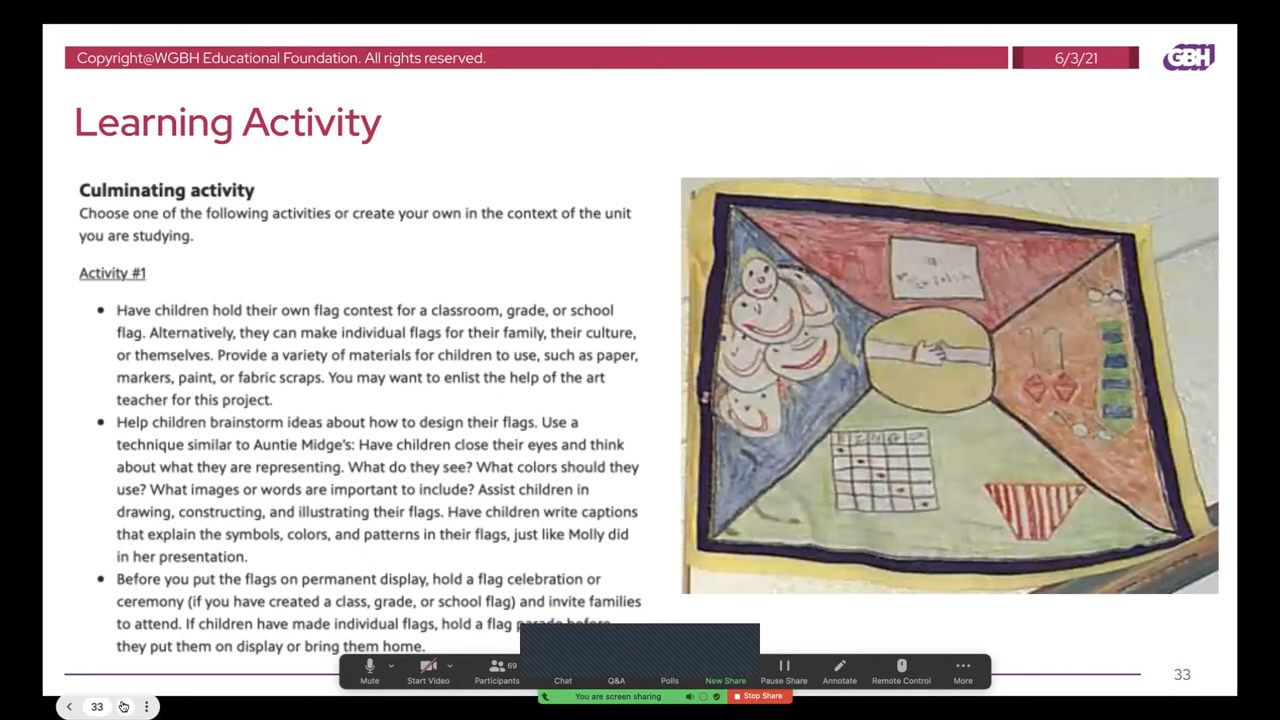 Copyright@WGBH Educational Foundation. All rights reserved.
6/3/21
GBH
Learning Activity
Culminating activity
Choose one of the following activities or create your own in the context of the unit
you are studying.
Activity #1
• Have children hold their own flag contest for a classroom, grade, or school
flag. Alternatively, they can make individual flags for their family, their culture,
or themselves. Provide a variety of materials for children to use, such as paper,
markers, paint, or fabric scraps. You may want to enlist the help of the art
teacher for this project.
• Help children brainstorm ideas about how to design their flags. Use a
technique similar to Auntie Midge's: Have children close their eyes and think
about what they are representing. What do they see? What colors should they
use? What images or words are important to include? Assist children in
drawing, constructing, and illustrating their flags. Have children write captions
that explain the symbols, colors, and patterns in their flags, just like Molly did
in her presentation.
• Before you put the flags on permanent display, hold a flag celebration or
ceremony (if you have created a class, grade, or school flag) and invite families
to attend. If children have made individual flags, hold a flag parade before
they put them on display or bring them home.
69
Mute
Start Video
Participants
Chat
Q&A
Polls
New Share
Pause Share
Annotate
Remote Control
More
33
You are screen sharing
Stop Share
33